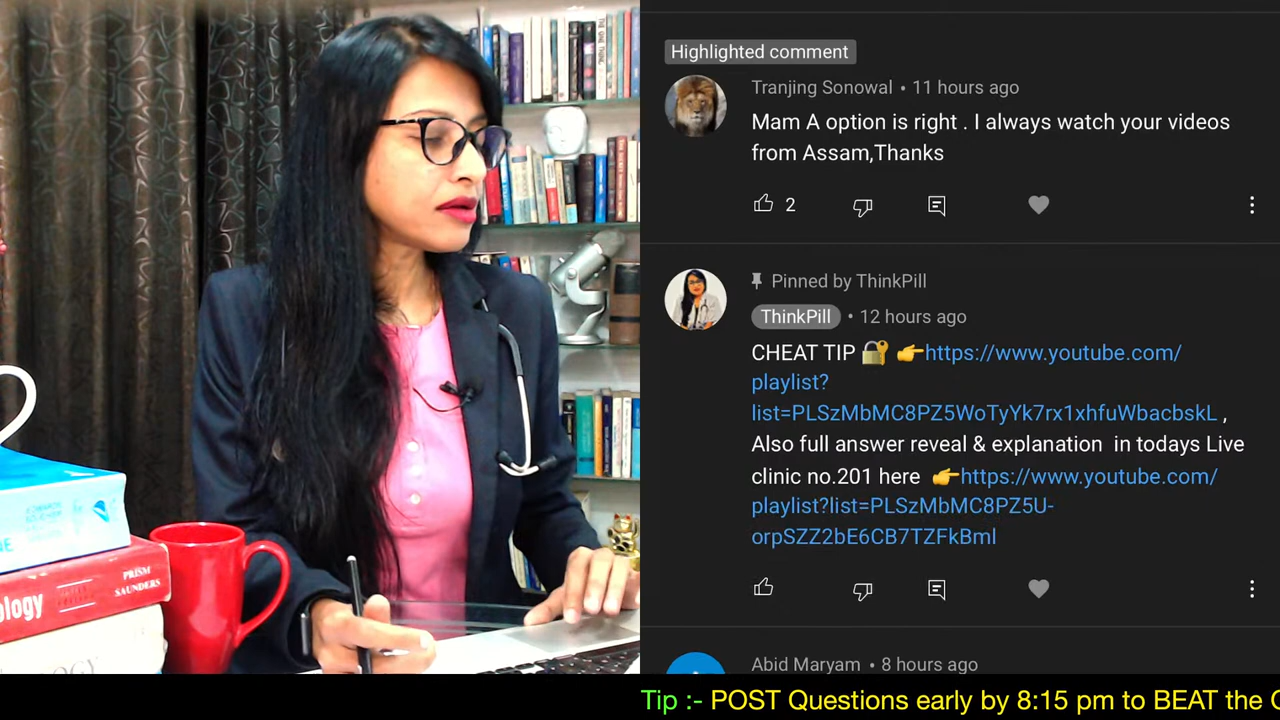 Highlighted comment
Tranjing Sonowal • 11 hours ago
Mam A option is right . I always watch your videos
from Assam,Thanks
2
Pinned by ThinkPill
ThinkPill • 12 hours ago
CHEAT TIP 🔐 👉https://www.youtube.com/
playlist?
list=PLSzMbMC8PZ5WoTyYk7rx1xhfuWbacbskL ,
Also full answer reveal & explanation in todays Live
clinic no.201 here 👉https://www.youtube.com/
playlist?list=PLSzMbMC8PZ5U-
orpSZZ2bE6CB7TZFkBmI
Abid Maryam • 8 hours ago
PRISM
SAUNDERS
ology
Tip :- POST Questions early by 8:15 pm to BEAT the